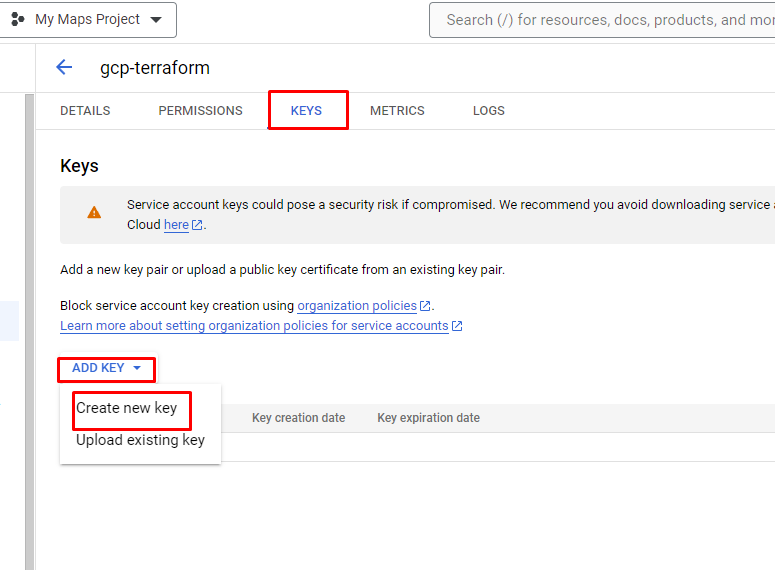 My Maps Project
Search (/) for resources, docs, products, and mor
gcp-terraform
DETAILS PERMISSIONS KEYS METRICS LOGS
Keys
Service account keys could pose a security risk if compromised. We recommend you avoid downloading service a
Cloud here.
Add a new key pair or upload a public key certificate from an existing key pair.
Block service account key creation using organization policies.
Learn more about setting organization policies for service accounts
ADD KEY
Create new key
Upload existing key
Key creation date Key expiration date